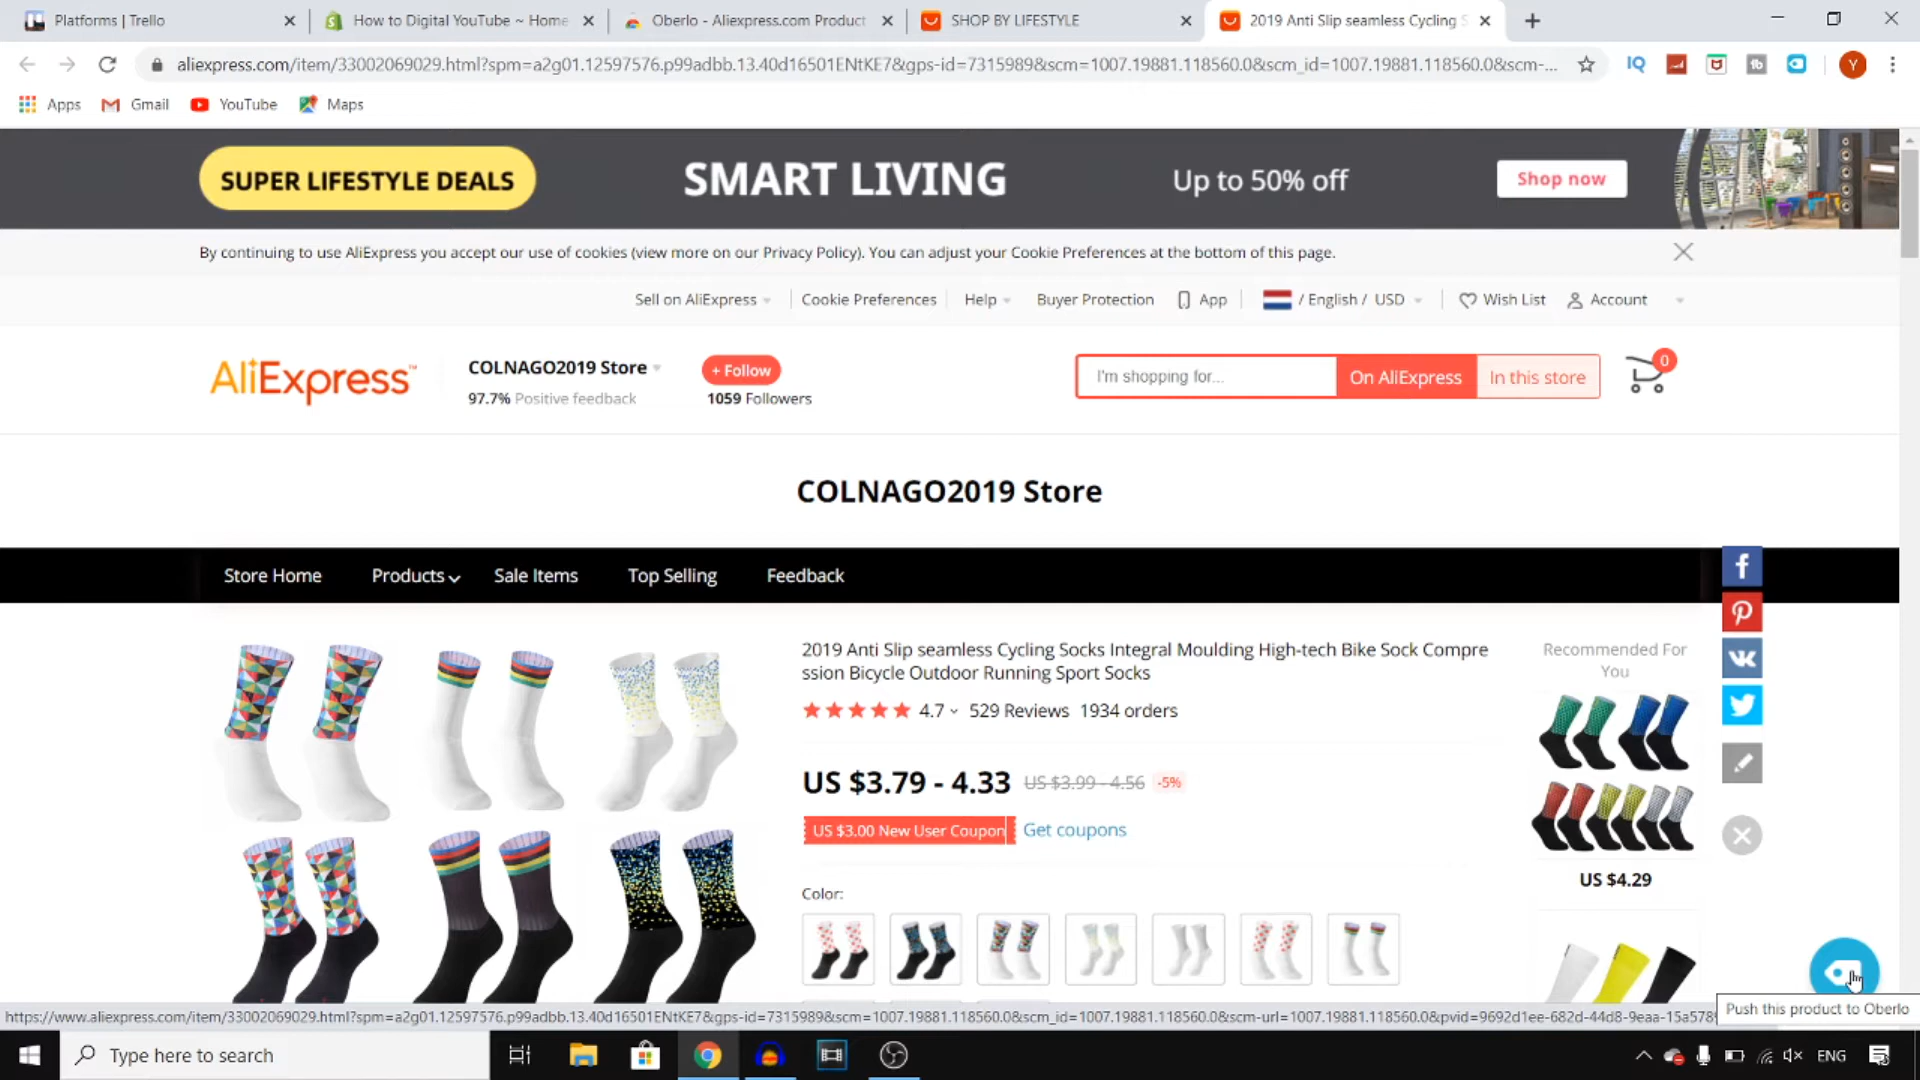 Platforms | Trello
How to Digital YouTube ~ Home
Oberlo - Aliexpress.com Product
SHOP BY LIFESTYLE
2019 Anti Slip seamless Cycling S
aliexpress.com/item/33002069029.html?spm=a2g01.12597576.p99adbb.13.40d16501ENtKE7&gps-id=7315989&scm=1007.19881.118560.0&scm_id=1007.19881.118560.0&scm-...
IQ
Y
Apps
Gmail
YouTube
Maps
SUPER LIFESTYLE DEALS
SMART LIVING
Up to 50% off
Shop now
By continuing to use AliExpress you accept our use of cookies (view more on our Privacy Policy). You can adjust your Cookie Preferences at the bottom of this page.
Sell on AliExpress
Cookie Preferences
Help
Buyer Protection
App
/ English / USD
Wish List
Account
AliExpress™
COLNAGO2019 Store
+ Follow
97.7% Positive feedback
1059 Followers
I'm shopping for...
On AliExpress
In this store
0
COLNAGO2019 Store
Store Home
Products
Sale Items
Top Selling
Feedback
2019 Anti Slip seamless Cycling Socks Integral Moulding High-tech Bike Sock Compre
ssion Bicycle Outdoor Running Sport Socks
4.7
529 Reviews
1934 orders
US $3.79 - 4.33
US $3.99 - 4.56
-5%
US $3.00 New User Coupon
Get coupons
Color:
Recommended For
You
US $4.29
Push this product to Oberlo
https://www.aliexpress.com/item/33002069029.html?spm=a2g01.12597576.p99adbb.13.40d16501ENtKE7&gps-id=7315989&scm=1007.19881.118560.0&scm_id=1007.19881.118560.0&scm-url=1007.19881.118560.0&pvid=9692d1ee-682d-44d8-9eaa-15a5789
Type here to search
ENG